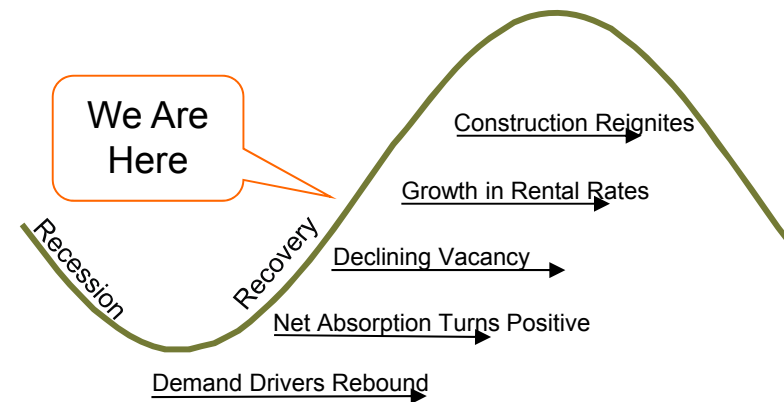 We Are
Here
Construction Reignites
Growth in Rental Rates
Recession
Recovery
Declining Vacancy
Net Absorption Turns Positive
Demand Drivers Rebound